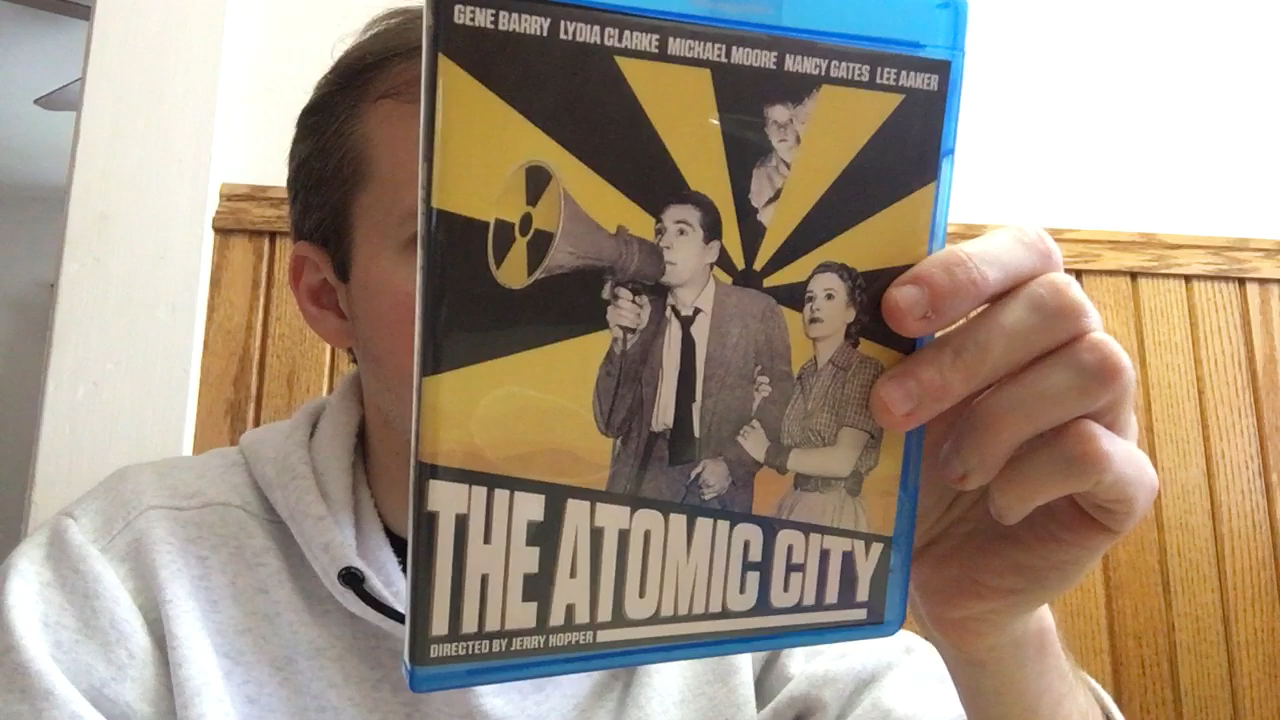 GENE BARRY LYDIA CLARKE MICHAEL MOORE NANCY GATES LEE AAKER
THE ATOMIC CITY
DIRECTED BY JERRY HOPPER